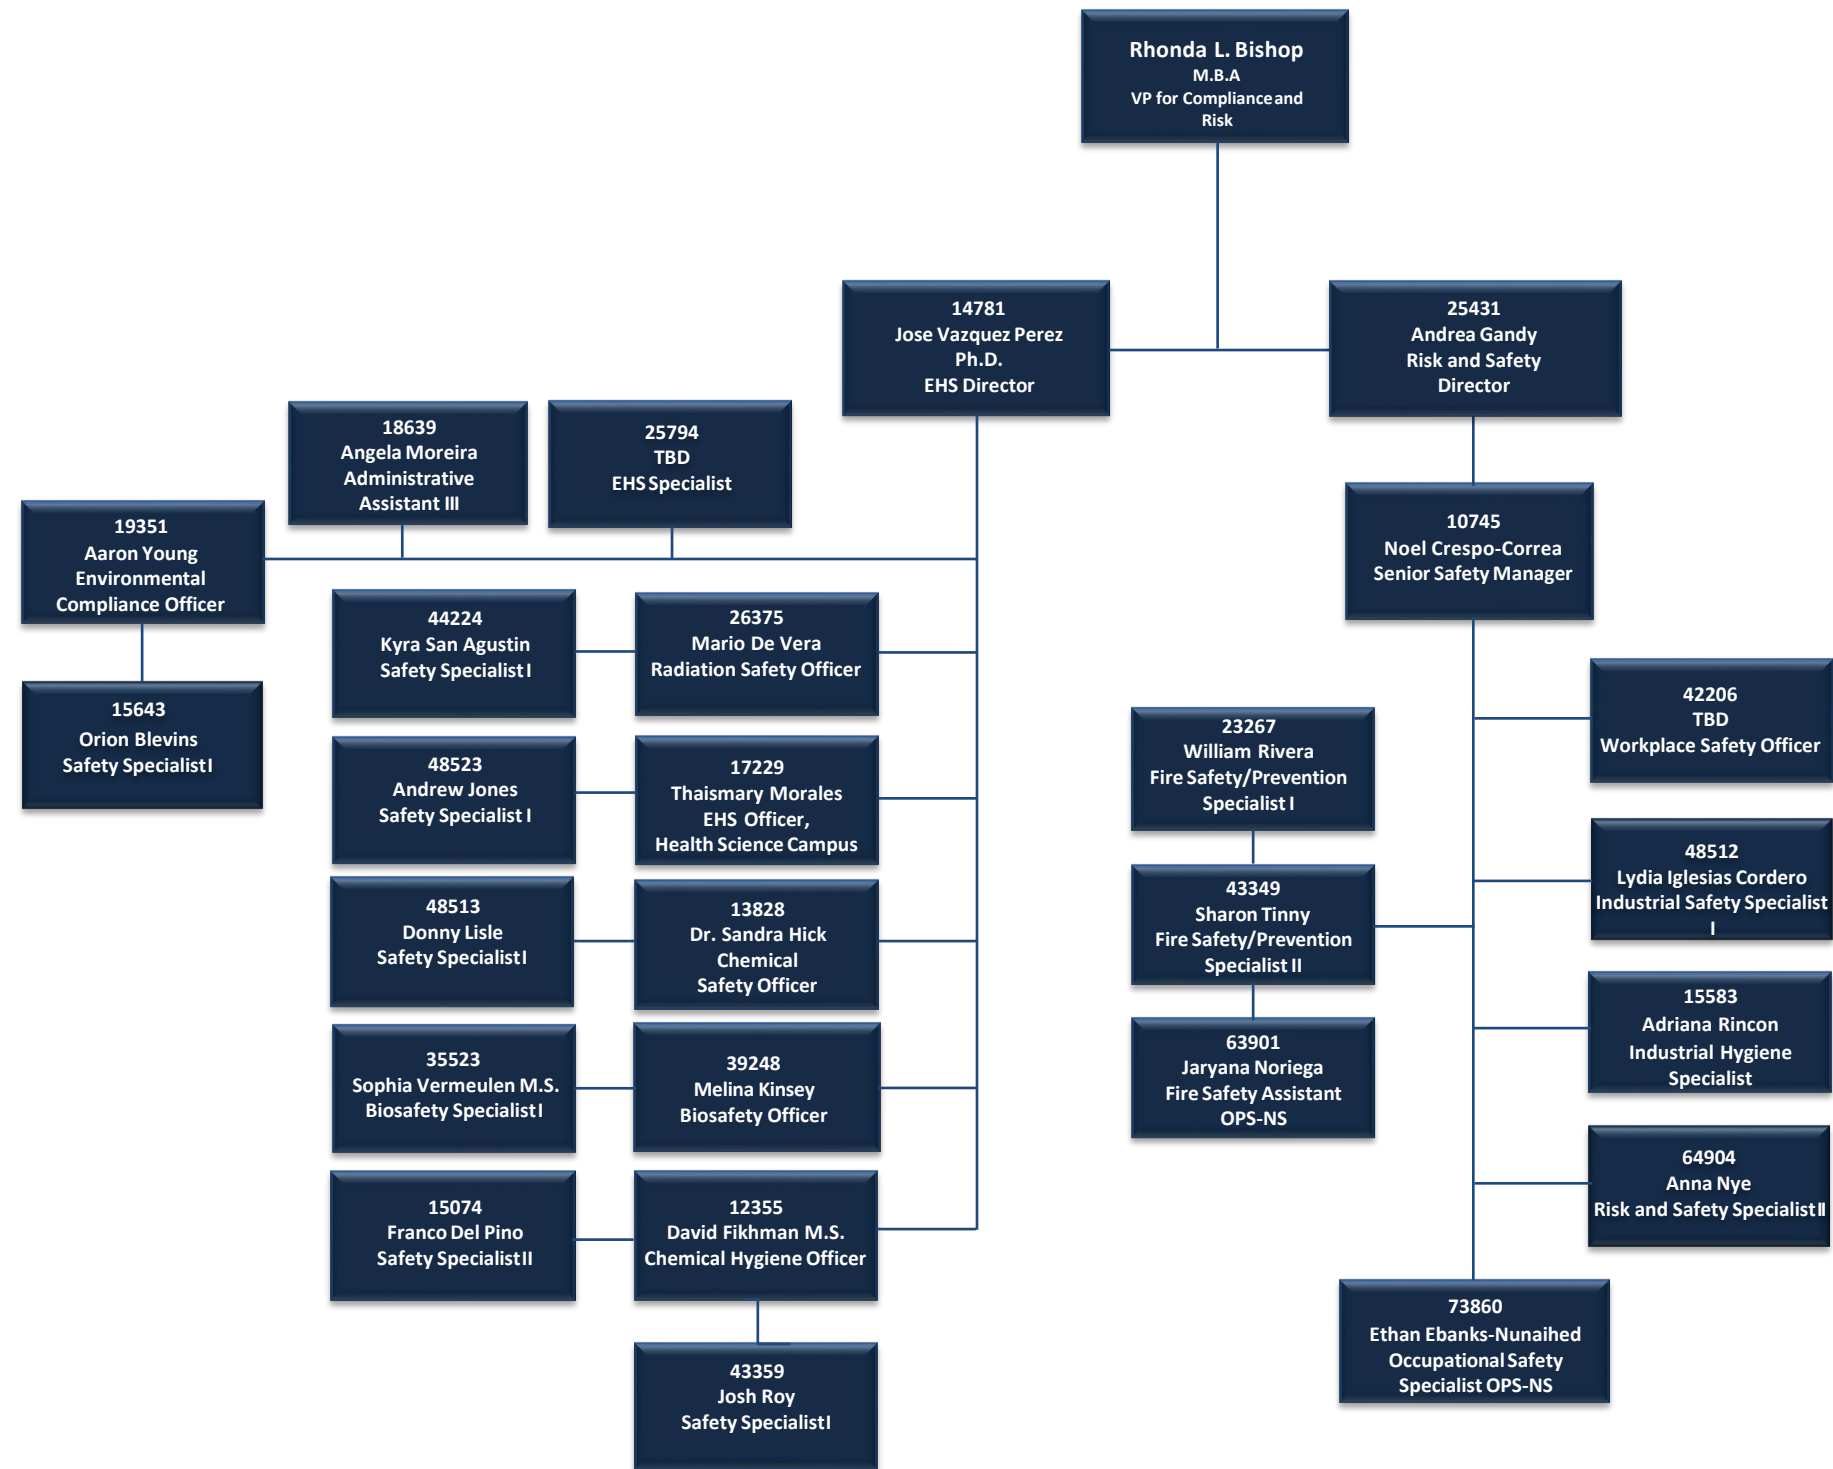 Rhonda L. Bishop
M.B.A
VP for Compliance and
Risk
14781
Jose Vazquez Perez
Ph.D.
EHS Director
25431
Andrea Gandy
Risk and Safety
Director
18639
Angela Moreira
Administrative
Assistant III
25794
TBD
EHS Specialist
19351
Aaron Young
Environmental
Compliance Officer
10745
Noel Crespo-Correa
Senior Safety Manager
44224
Kyra San Agustin
Safety Specialist I
26375
Mario De Vera
Radiation Safety Officer
15643
Orion Blevins
Safety Specialist I
42206
TBD
Workplace Safety Officer
23267
William Rivera
Fire Safety/Prevention
Specialist I
48523
Andrew Jones
Safety Specialist I
17229
Thaismary Morales
EHS Officer,
Health Science Campus
48512
Lydia Iglesias Cordero
Industrial Safety Specialist
I
43349
Sharon Tinny
Fire Safety/Prevention
Specialist II
48513
Donny Lisle
Safety Specialist I
13828
Dr. Sandra Hick
Chemical
Safety Officer
15583
Adriana Rincon
Industrial Hygiene
Specialist
63901
Jaryana Noriega
Fire Safety Assistant
OPS-NS
35523
Sophia Vermeulen M.S.
Biosafety Specialist I
39248
Melina Kinsey
Biosafety Officer
64904
Anna Nye
Risk and Safety Specialist II
15074
Franco Del Pino
Safety Specialist II
12355
David Fikhman M.S.
Chemical Hygiene Officer
73860
Ethan Ebanks-Nunaihed
Occupational Safety
Specialist OPS-NS
43359
Josh Roy
Safety Specialist I